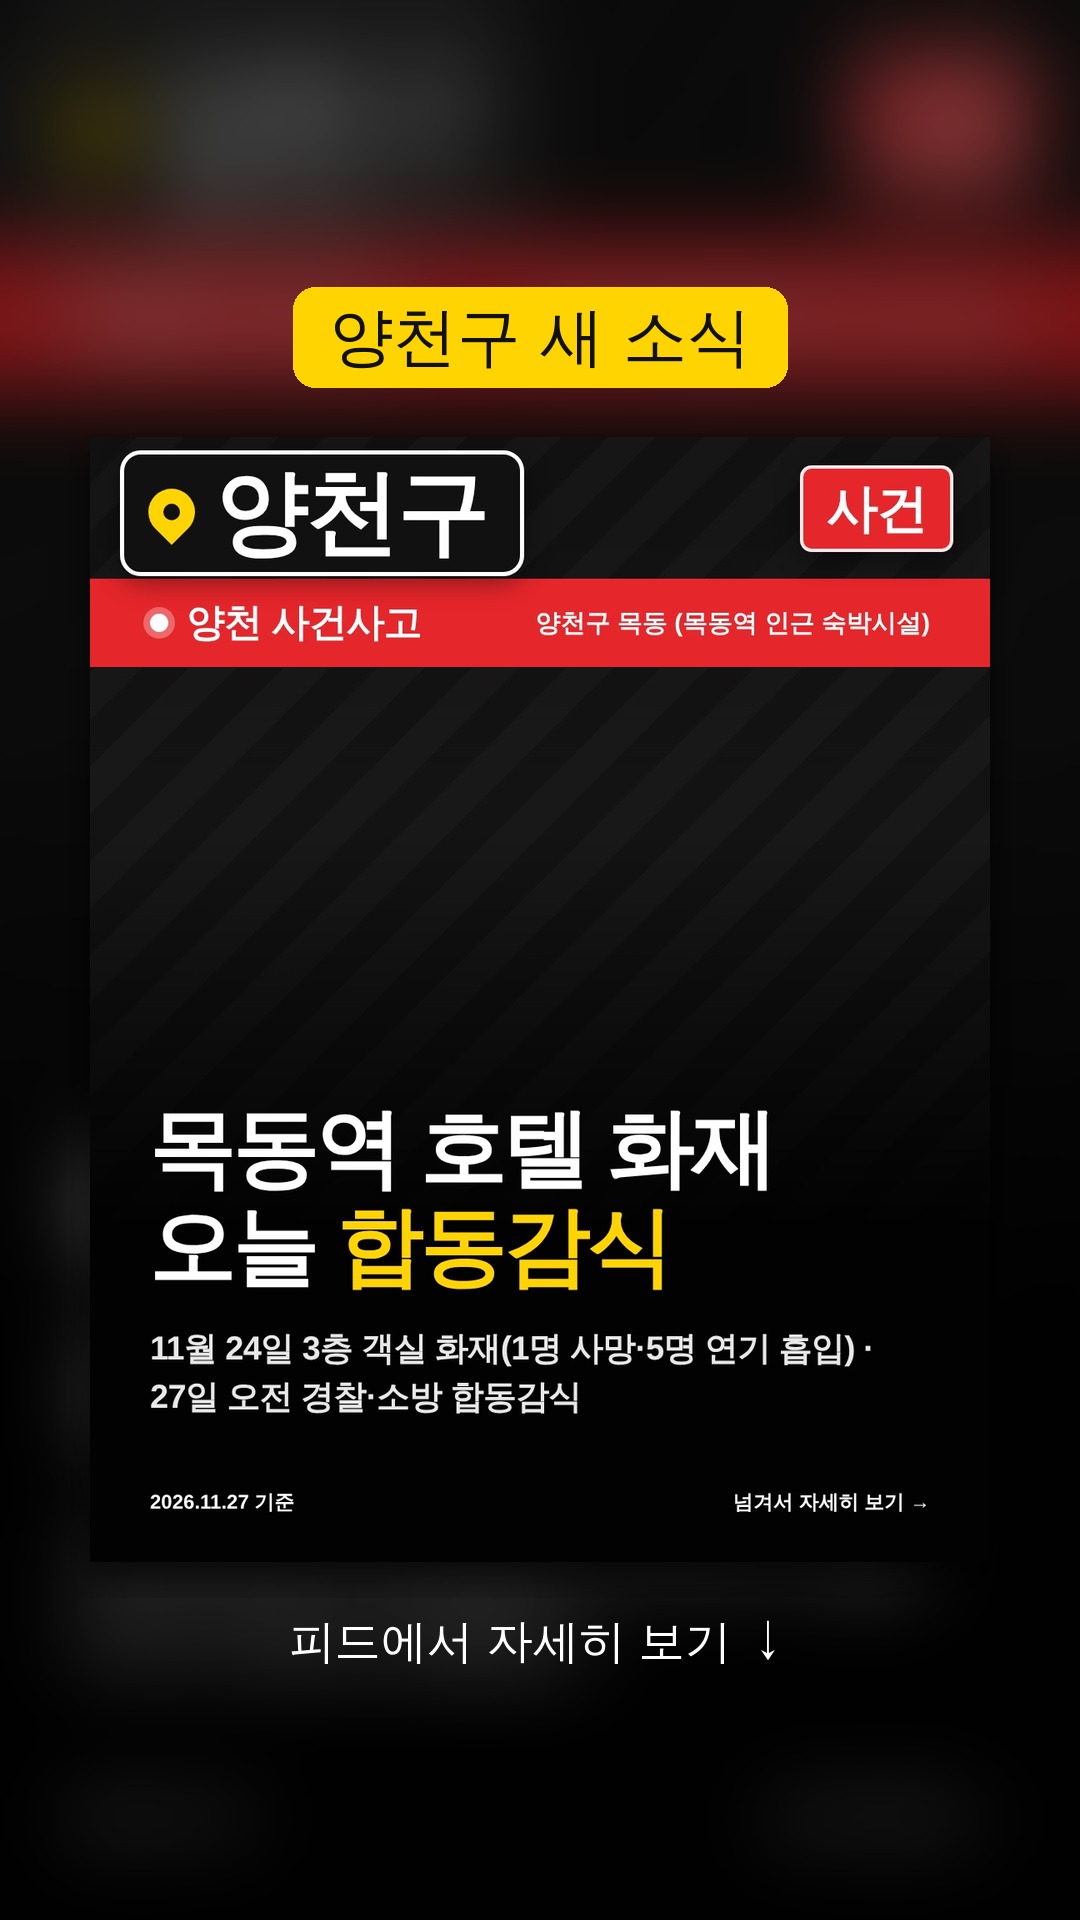 양천구 새 소식
양천구
사건
양천 사건사고
양천구 목동 (목동역 인근 숙박시설)
목동역 호텔 화재
오늘 합동감식
11월 24일 3층 객실 화재(1명 사망·5명 연기 흡입) ·
27일 오전 경찰·소방 합동감식
2026.11.27 기준
넘겨서 자세히 보기 →
피드에서 자세히 보기 ↓